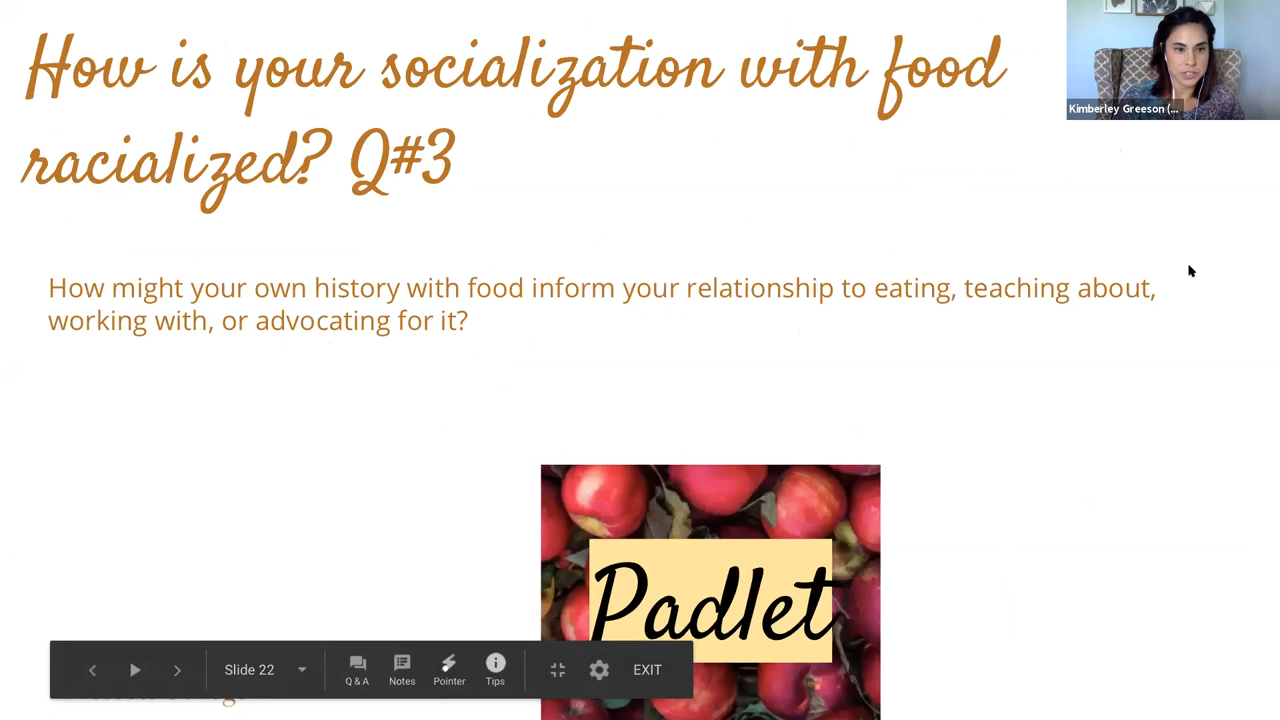 How is your socialization with food
racialized? Q#3
Kimberley Greeson (...
How might your own history with food inform your relationship to eating, teaching about,
working with, or advocating for it?
Padlet
Slide 22
Q & A
Notes
Pointer
Tips
EXIT